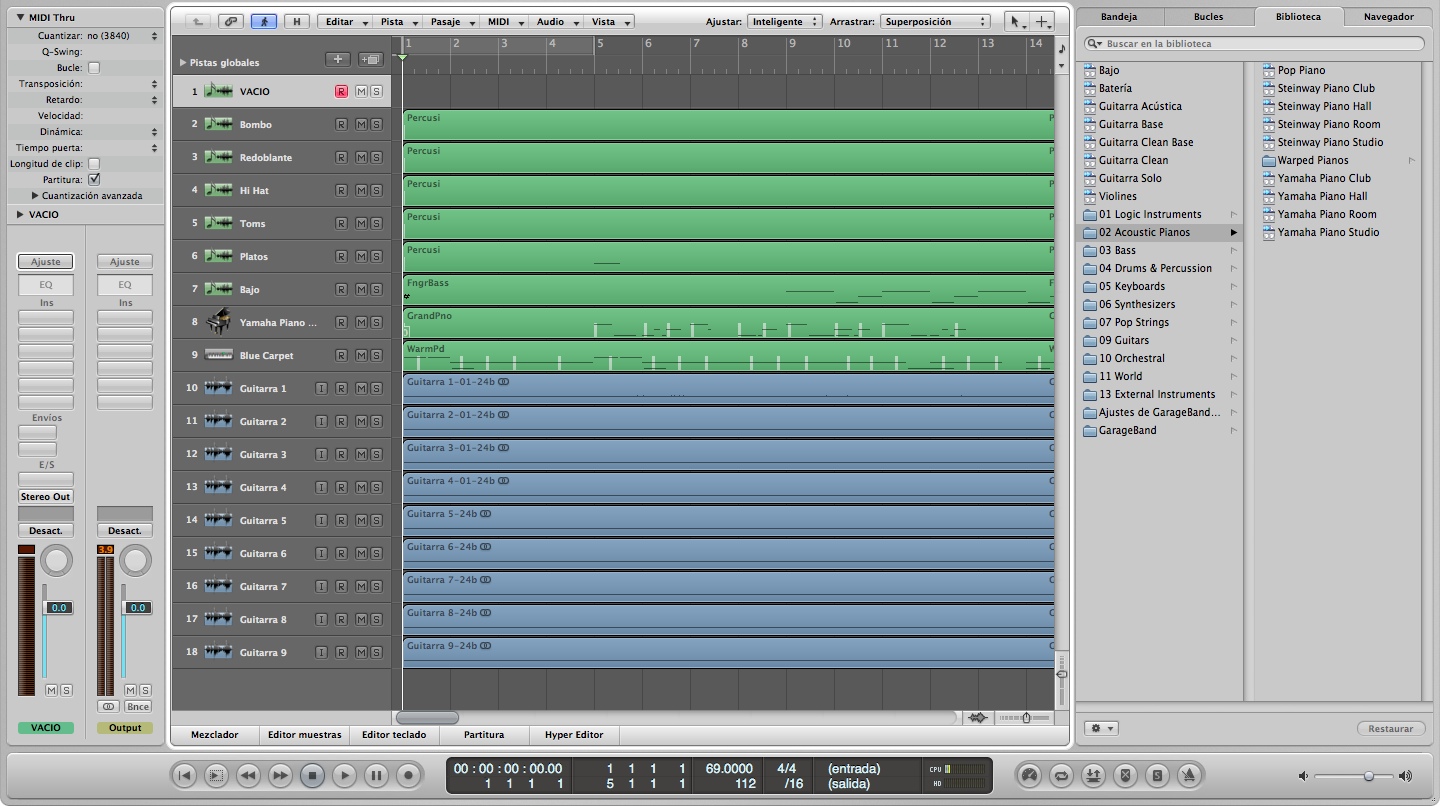 MIDI Thru
Cuantizar: no (3840)
Q-Swing:
Bucle:
Transposición:
Retardo:
Velocidad:
Dinámica:
Tiempo puerta:
Longitud de clip:
Partitura:
Cuantización avanzada
VACIO
Ajuste Ajuste
EQ EQ
Ins Ins
Envíos
E/S
Stereo Out
Desact. Desact.
3.9
0.0 0.0
M S M S
Bnce
VACIO Output
H Editar Pista Pasaje MIDI Audio Vista Ajustar: Inteligente Arrastrar: Superposición
1 2 3 4 5 6 7 8 9 10 11 12 13 14
Pistas globales
1 VACIO R M S
2 Bombo R M S Percusi P
3 Redoblante R M S Percusi P
4 Hi Hat R M S Percusi P
5 Toms R M S Percusi P
6 Platos R M S Percusi P
7 Bajo R M S FngrBass F
8 Yamaha Piano ... R M S GrandPno G
9 Blue Carpet R M S WarmPd W
10 Guitarra 1 I R M S Guitarra 1-01-24b G
11 Guitarra 2 I R M S Guitarra 2-01-24b G
12 Guitarra 3 I R M S Guitarra 3-01-24b G
13 Guitarra 4 I R M S Guitarra 4-01-24b G
14 Guitarra 5 I R M S Guitarra 5-24b G
15 Guitarra 6 I R M S Guitarra 6-24b G
16 Guitarra 7 I R M S Guitarra 7-24b G
17 Guitarra 8 I R M S Guitarra 8-24b G
18 Guitarra 9 I R M S Guitarra 9-24b G
Mezclador Editor muestras Editor teclado Partitura Hyper Editor
Bandeja Bucles Biblioteca Navegador
Buscar en la biblioteca
Bajo
Batería
Guitarra Acústica
Guitarra Base
Guitarra Clean Base
Guitarra Clean
Guitarra Solo
Violines
01 Logic Instruments
02 Acoustic Pianos
03 Bass
04 Drums & Percussion
05 Keyboards
06 Synthesizers
07 Pop Strings
09 Guitars
10 Orchestral
11 World
13 External Instruments
Ajustes de GarageBand...
GarageBand
Pop Piano
Steinway Piano Club
Steinway Piano Hall
Steinway Piano Room
Steinway Piano Studio
Warped Pianos
Yamaha Piano Club
Yamaha Piano Hall
Yamaha Piano Room
Yamaha Piano Studio
Restaurar
00 : 00 : 00 : 00.00 1 1 1 1 69.0000 4/4 (entrada) CPU
1 1 1 1 5 1 1 1 112 /16 (salida) HD
S